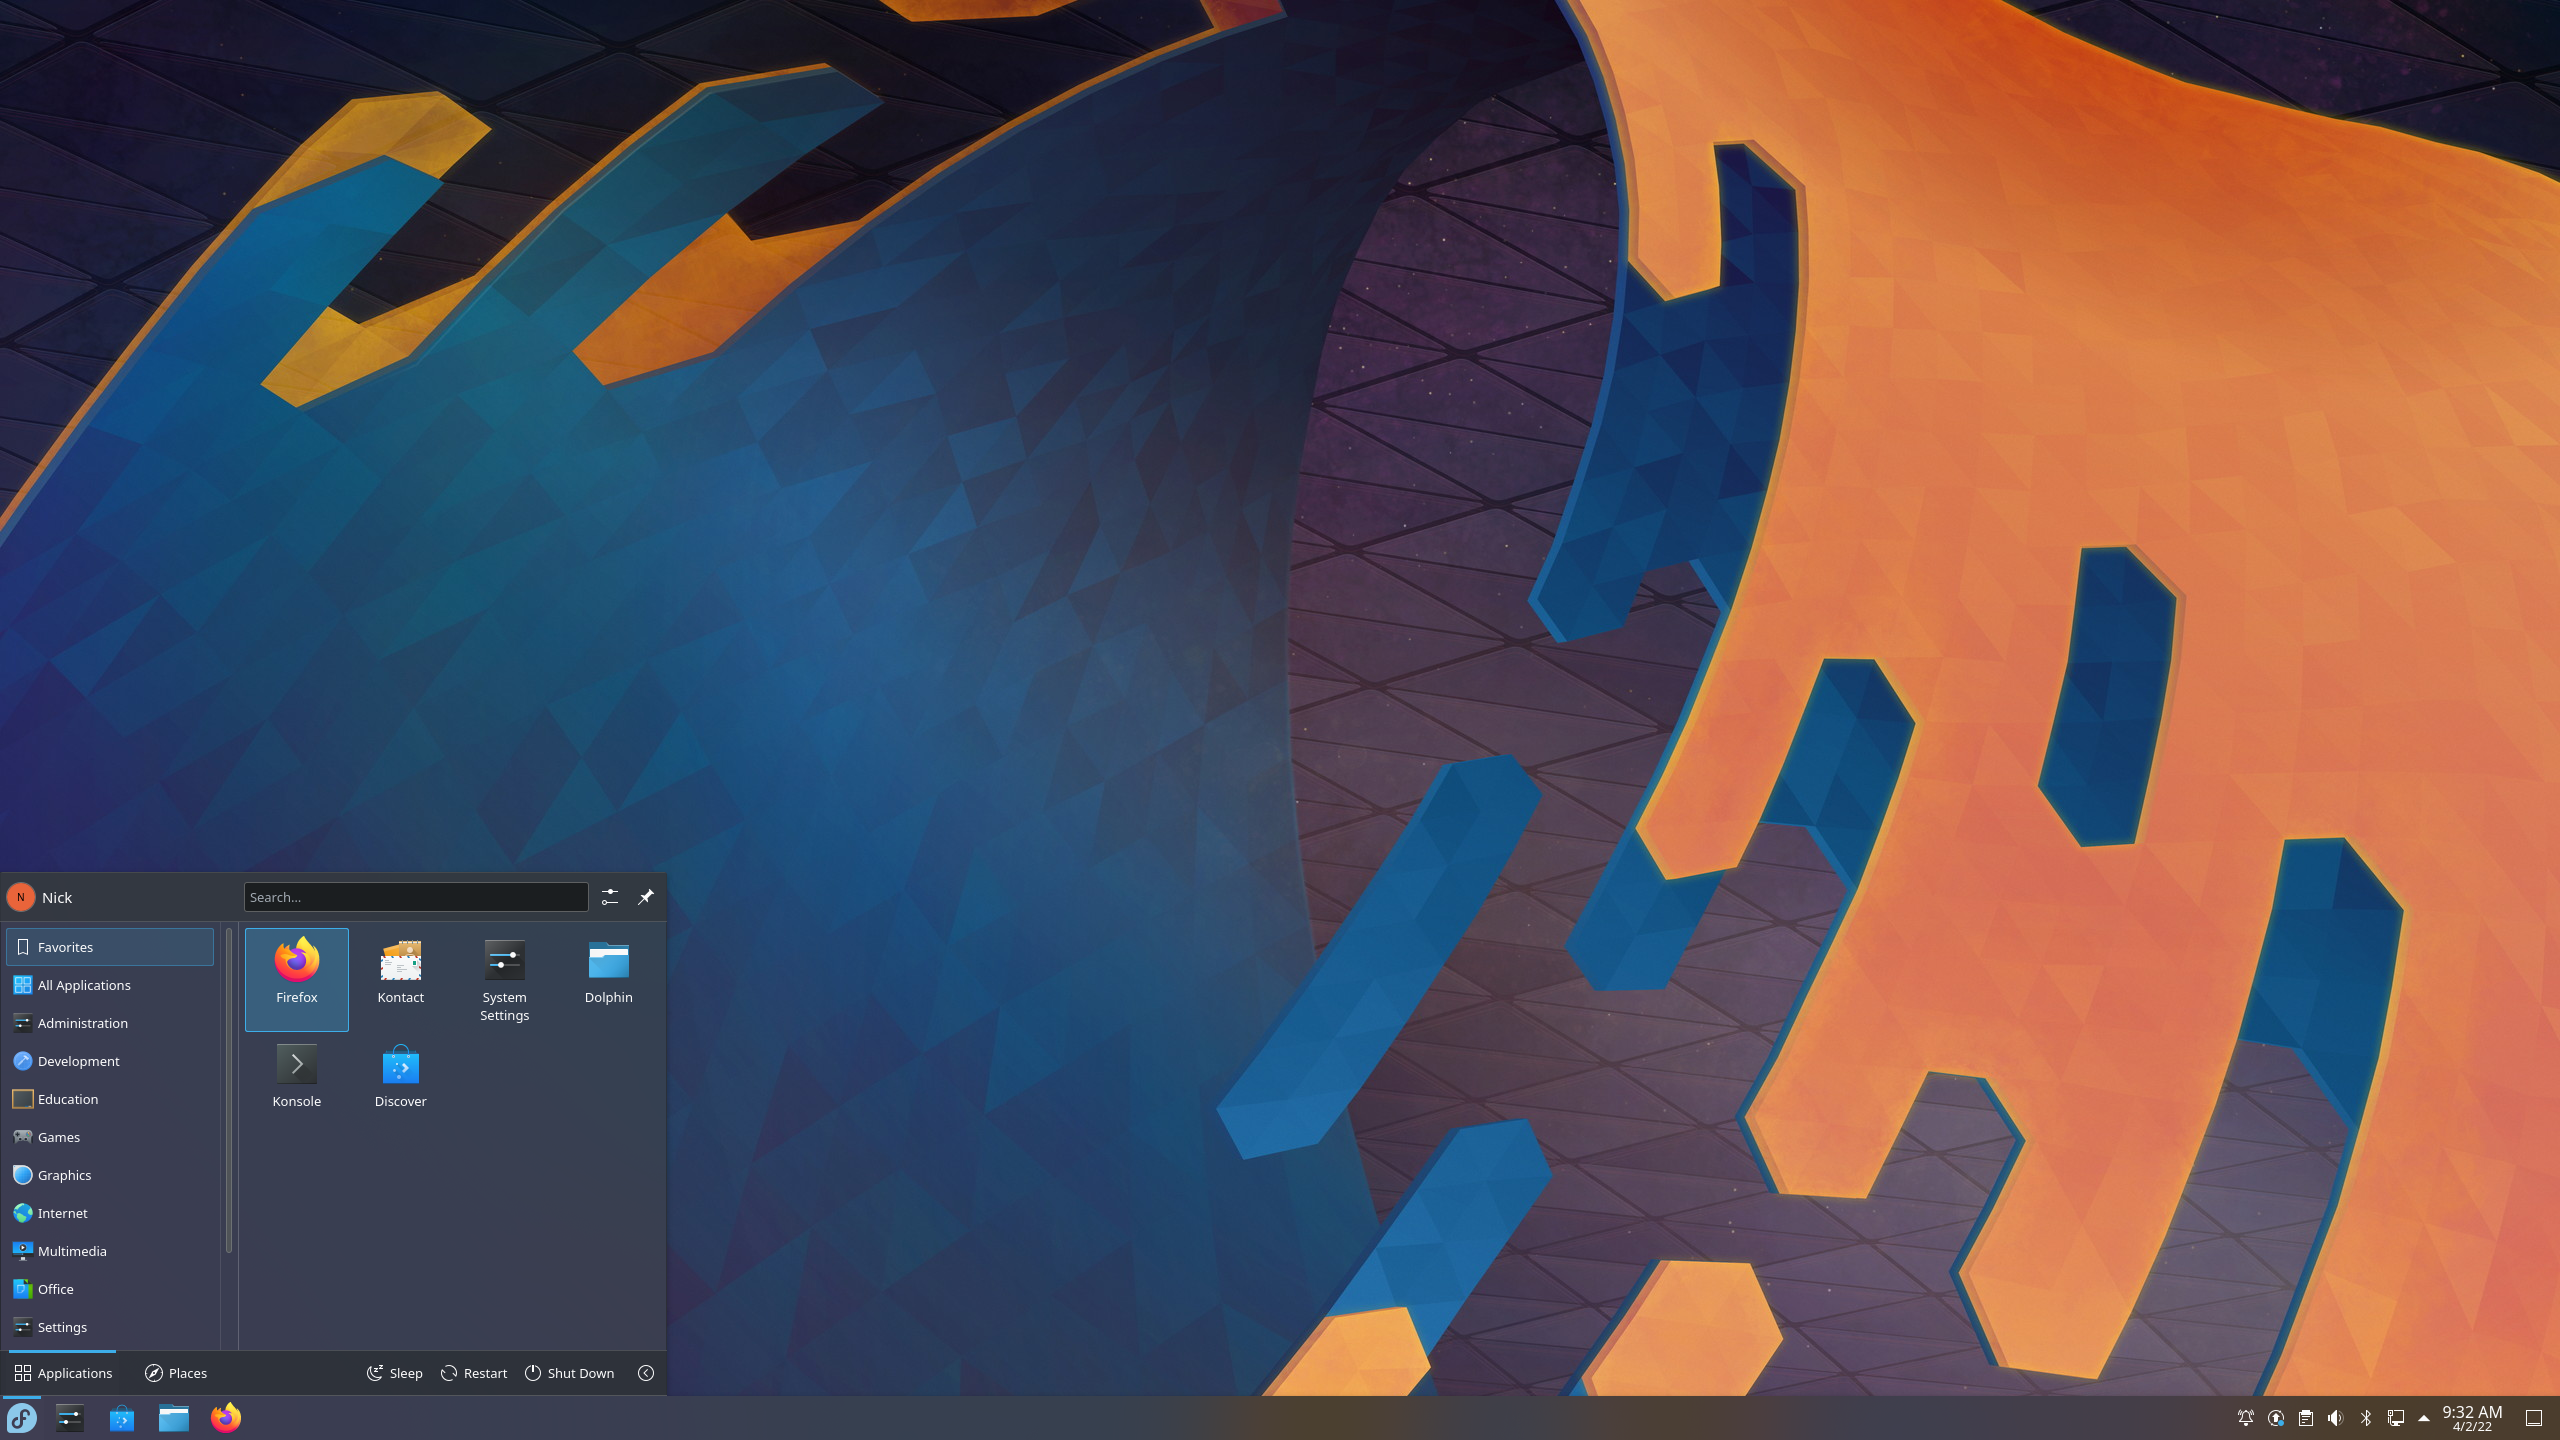 N
Nick
Search...
Favorites
All Applications
Administration
Development
Education
Games
Graphics
Internet
Multimedia
Office
Settings
Firefox
Kontact
System
Settings
Dolphin
Konsole
Discover
Applications
Places
Sleep
Restart
Shut Down
9:32 AM
4/2/22